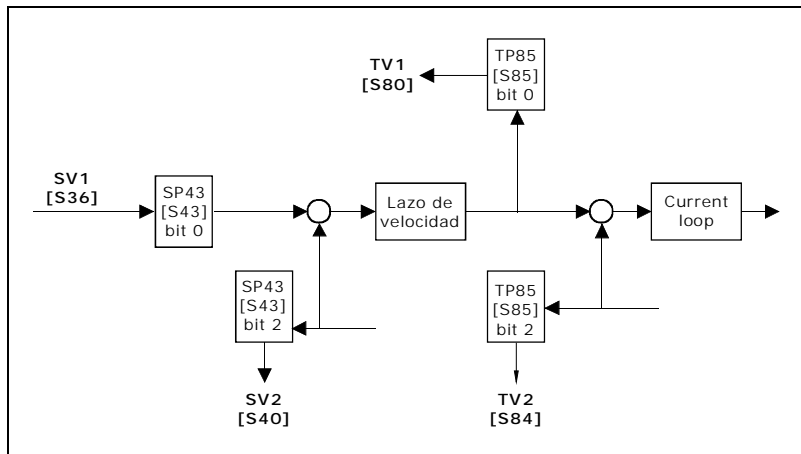 TV1
[S80]
TP85
[S85]
bit 0
SV1
[S36]
SP43
[S43]
bit 0
Lazo de
velocidad
Current
loop
SP43
[S43]
bit 2
TP85
[S85]
bit 2
SV2
[S40]
TV2
[S84]